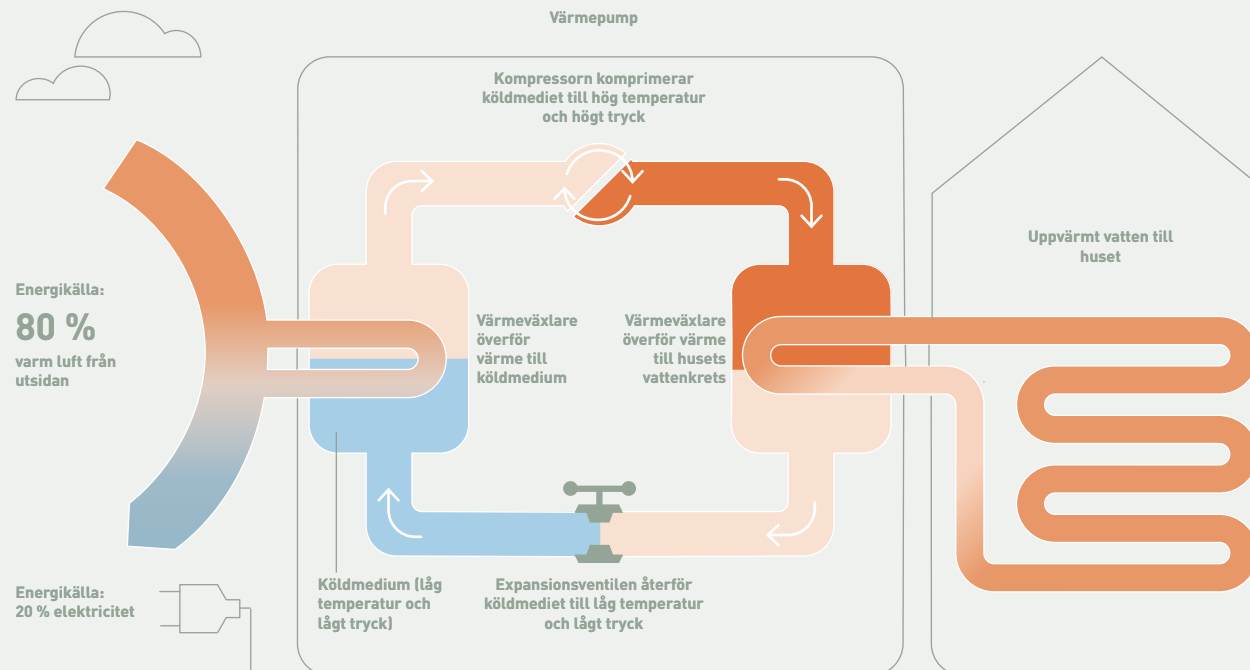 Värmepump
Kompressorn komprimerar
köldmediet till hög temperatur
och högt tryck
Energikälla:
80 %
varm luft från
utsidan
Värmeväxlare
överför
värme till
köldmedium
Värmeväxlare
överför värme
till husets
vattenkrets
Uppvärmt vatten till
huset
Energikälla:
20 % elektricitet
Köldmedium (låg
temperatur och
lågt tryck)
Expansionsventilen återför
köldmediet till låg temperatur
och lågt tryck